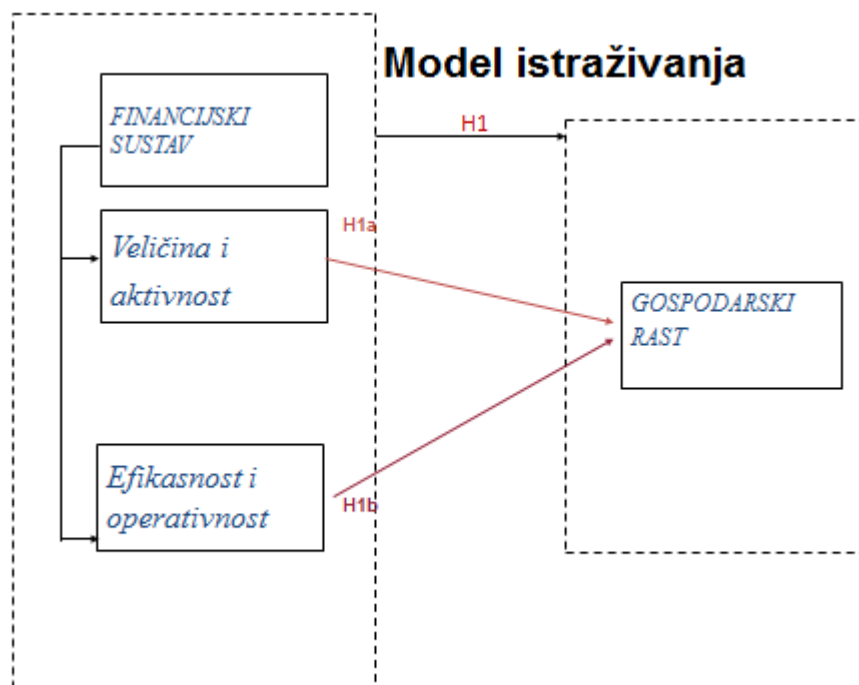 Model istraživanja
FINANCIJSKI
SUSTAV
H1
Veličina i
aktivnost
H1a
GOSPODARSKI
RAST
Efikasnost i
operativnost
H1b